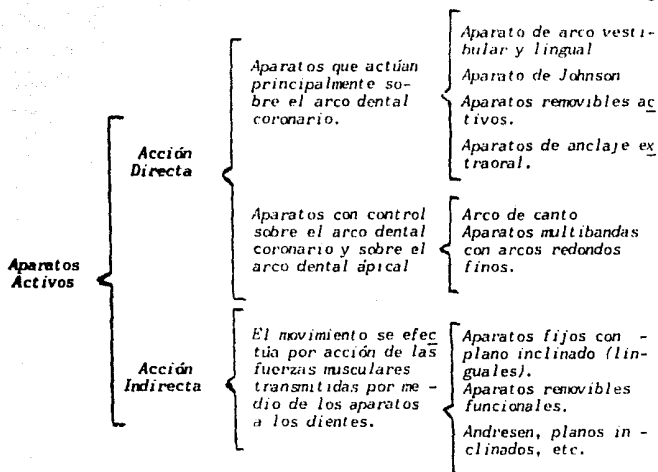 Aparatos Activos
Acción
Directa
Aparatos que actúan
principalmente so-
bre el arco dental
coronario.
Aparato de arco vesti-
bular y lingual
Aparato de Johnson
Aparatos removibles ac
tivos.
Aparatos de anclaje ex
traoral.
Aparatos con control
sobre el arco dental
coronario y sobre el
arco dental ápical
Arco de canto
Aparatos multibandas
con arcos redondos
finos.
Acción
Indirecta
El movimiento se efec
túa por acción de las
fuerzas musculares
transmitidas por me -
dio de los aparatos
a los dientes.
Aparatos fijos con -
plano inclinado (lin-
guales).
Aparatos removibles
funcionales.
Andresen, planos in -
clinados, etc.